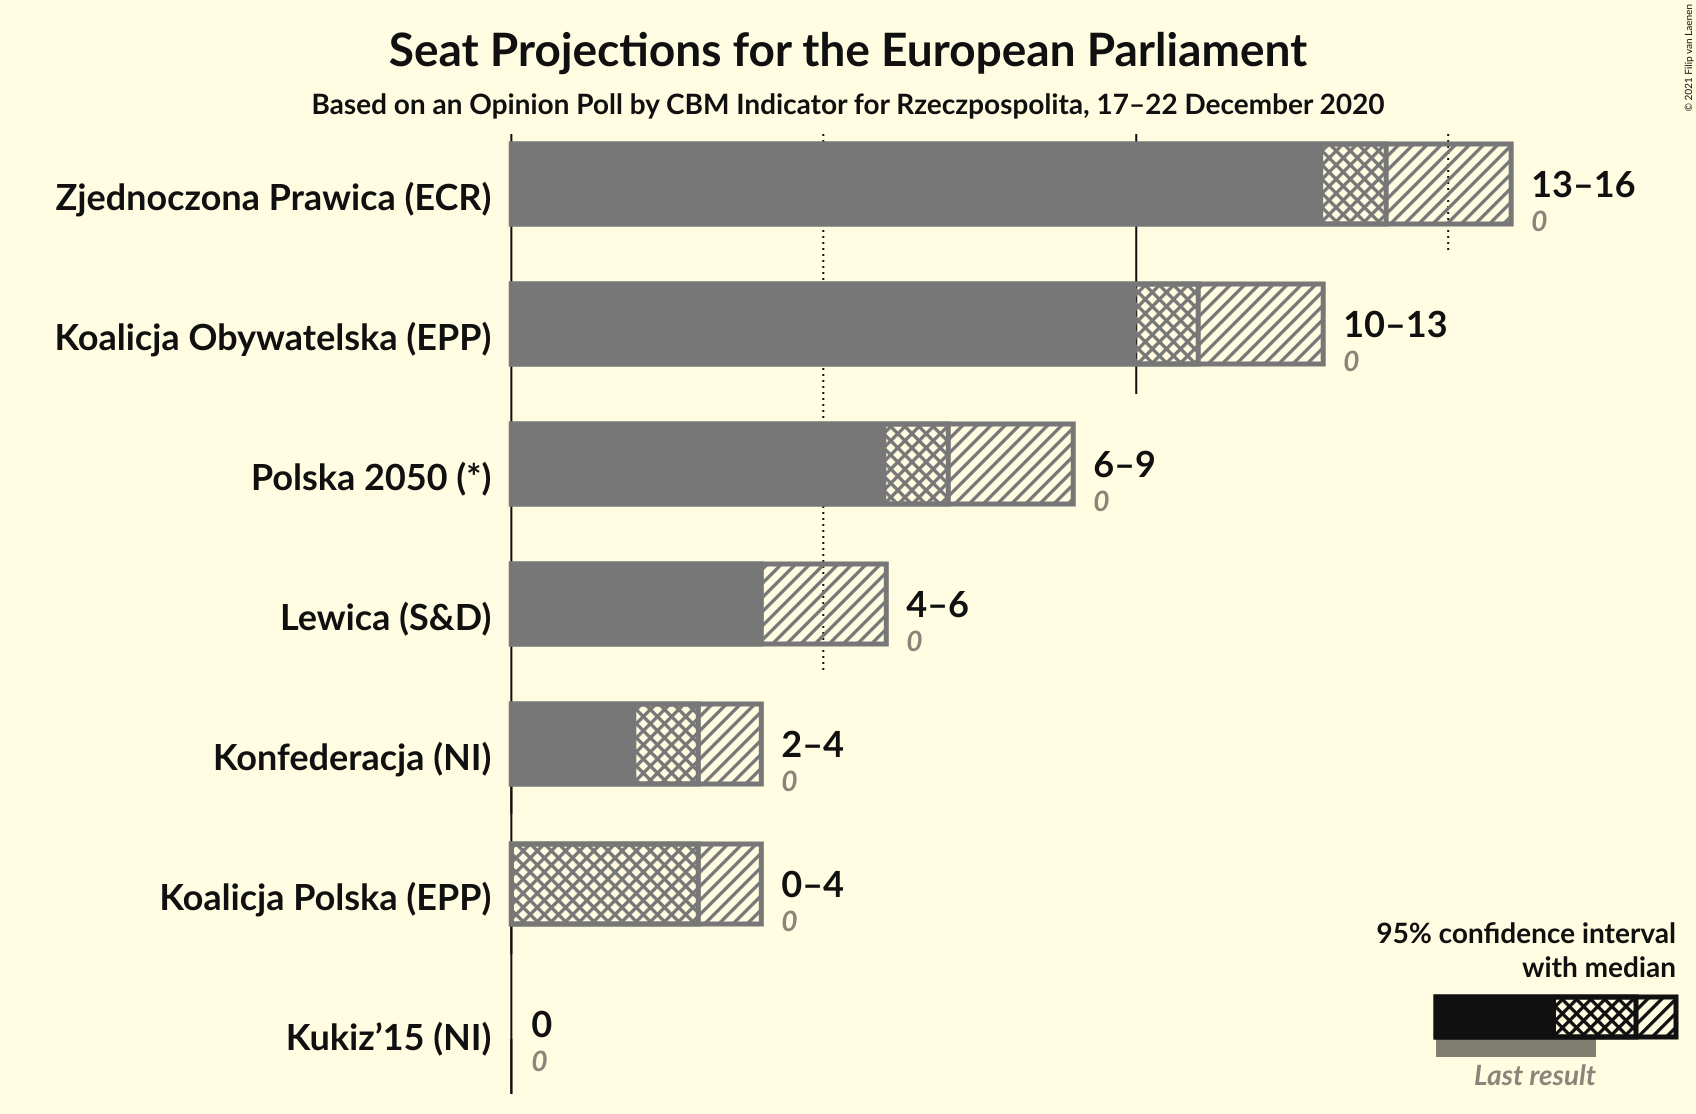 Seat Projections for the European Parliament
Based on an Opinion Poll by CBM Indicator for Rzeczpospolita, 17–22 December 2020
© 2021 Filip van Laenen
Zjednoczona Prawica (ECR)
13–16
0
Koalicja Obywatelska (EPP)
10–13
0
Polska 2050 (*)
6–9
0
Lewica (S&D)
4–6
0
Konfederacja (NI)
2–4
0
Koalicja Polska (EPP)
0–4
0
Kukiz’15 (NI)
0
0
95% confidence interval
with median
Last result